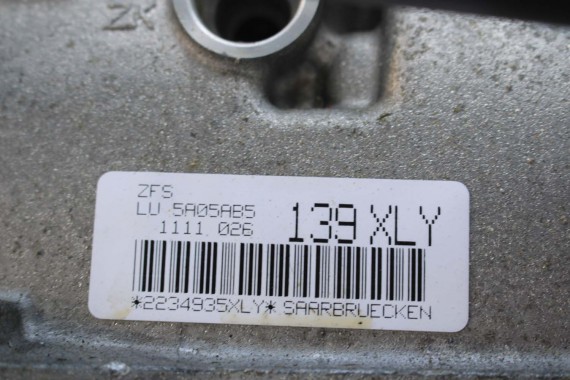 ZK
ZFS
LU 5A05AB5
1111 026
139 XLY
*2234935XLY* SAARBRUECKEN